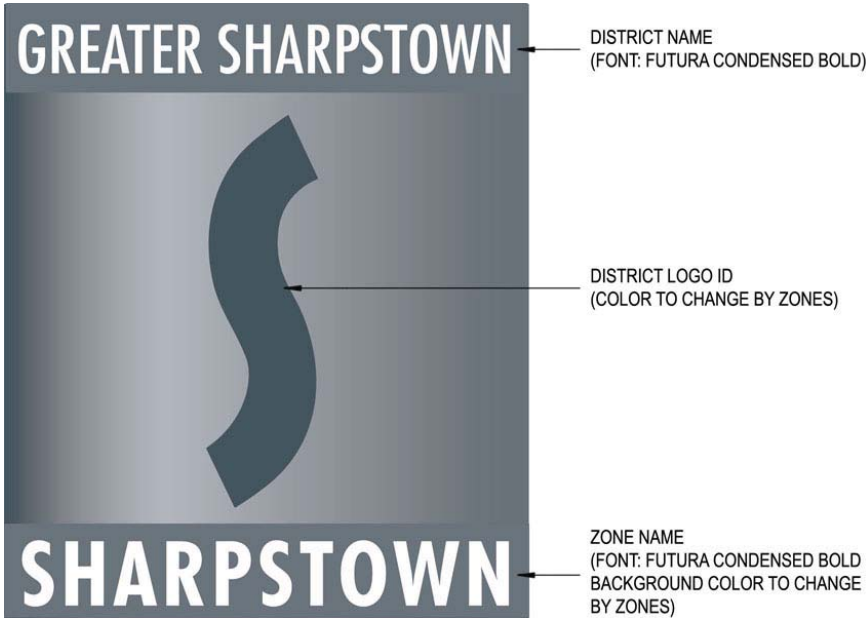 GREATER SHARPSTOWN
DISTRICT NAME
(FONT: FUTURA CONDENSED BOLD)
DISTRICT LOGO ID
(COLOR TO CHANGE BY ZONES)
SHARPSTOWN
ZONE NAME
(FONT: FUTURA CONDENSED BOLD
BACKGROUND COLOR TO CHANGE
BY ZONES)